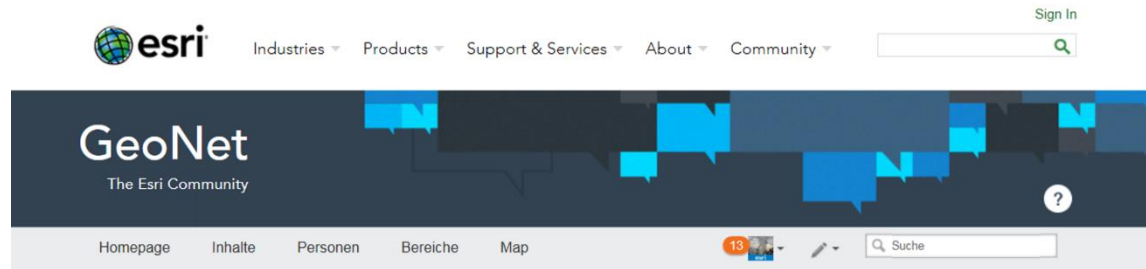 Sign In
esri
Industries Products Support & Services About Community
GeoNet
The Esri Community
?
Homepage Inhalte Personen Bereiche Map 13 Suche